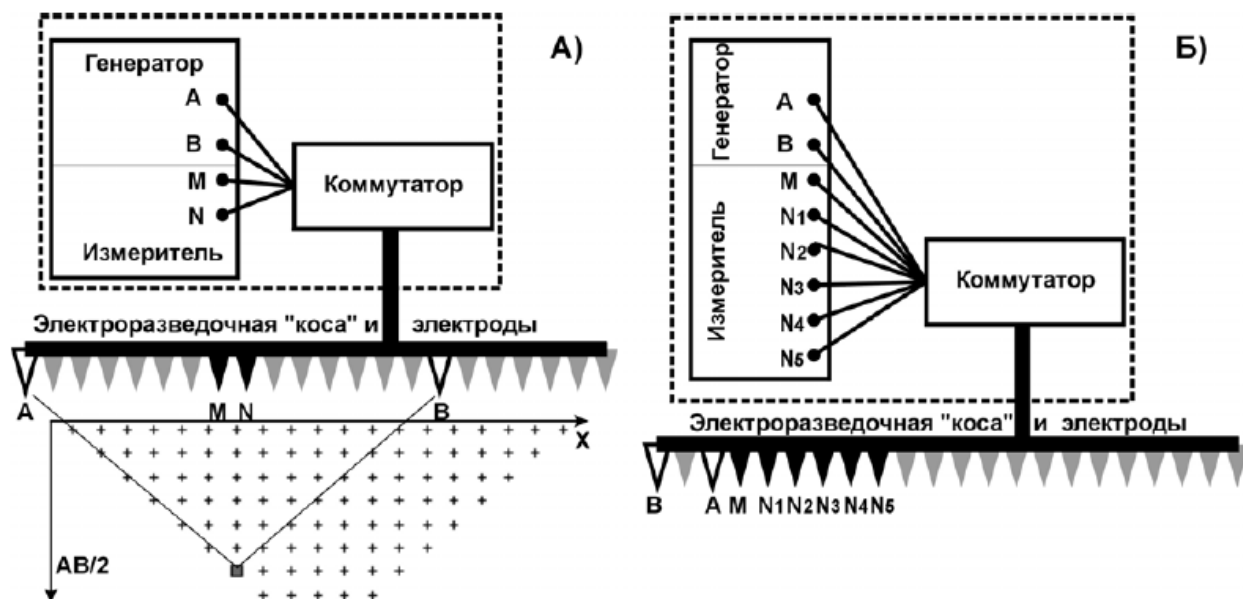 А)
Генератор
A
B
M
N
Измеритель
Коммутатор
Электроразведочная "коса" и электроды
A
M N
B
X
AB/2
Б)
Генератор
Измеритель
A
B
M
N1
N2
N3
N4
N5
Коммутатор
Электроразведочная "коса" и электроды
B A M N1 N2 N3 N4 N5